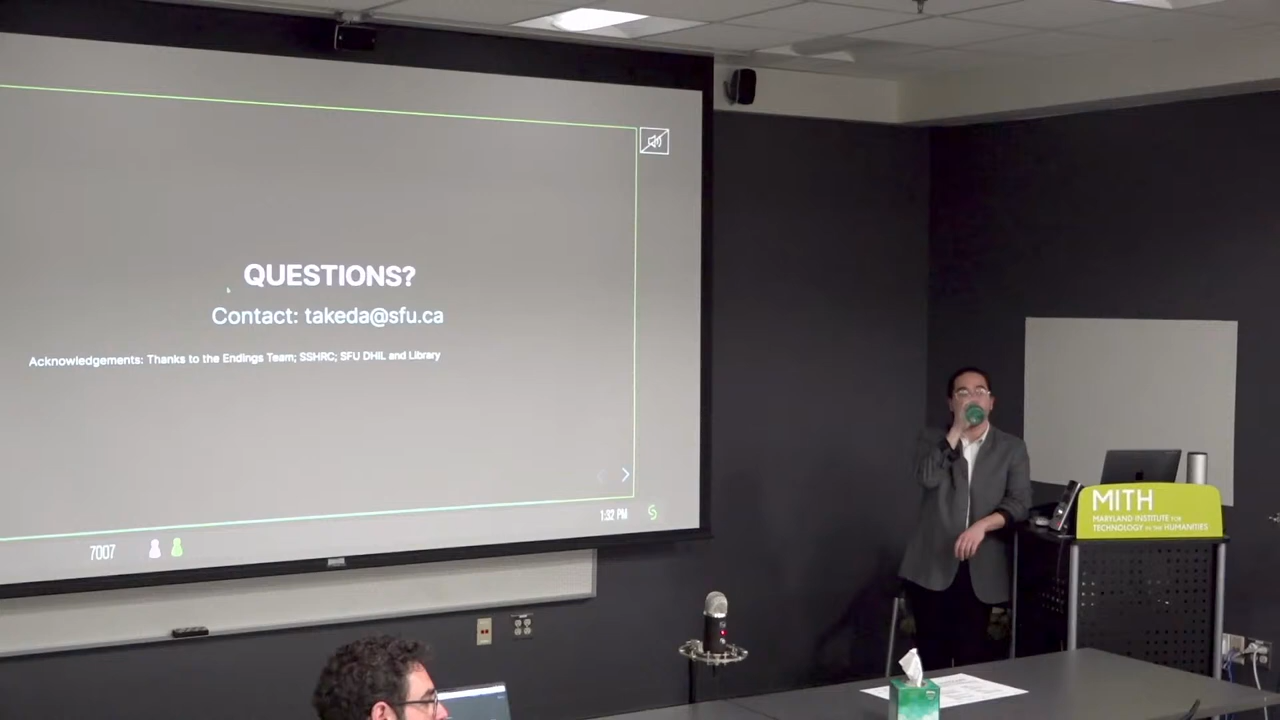 QUESTIONS?
Contact: takeda@sfu.ca
Acknowledgements: Thanks to the Endings Team; SSHRC; SFU DHIL and Library
1:32 PM
7007
MITH
MARYLAND INSTITUTE FOR
TECHNOLOGY IN THE HUMANITIES